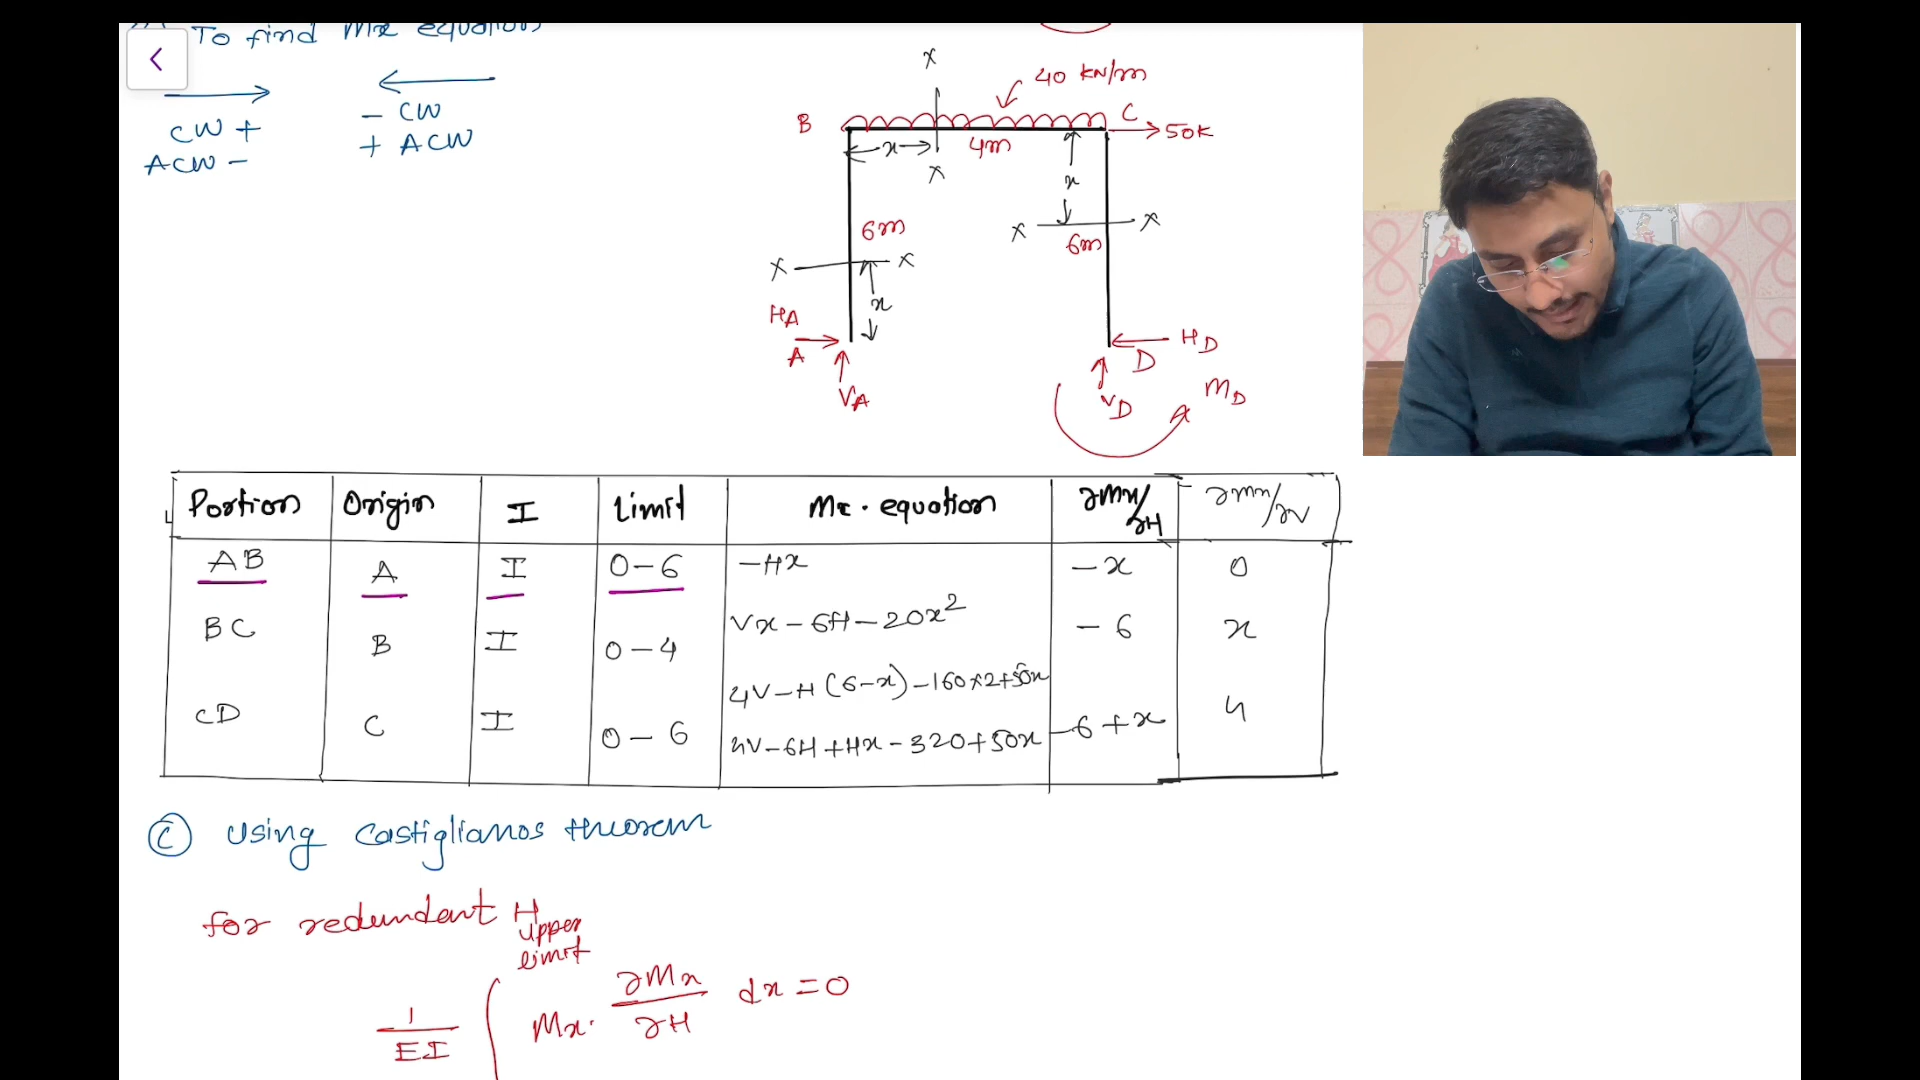 To find Mx equations
CW +
ACW -
- CW
+ ACW
X
40 kN/m
B
C
50K
x
4m
X
x
6m
X
X
6m
X
X
x
HA
A
VA
HD
D
VD
MD
Portion Origin I Limit Mx. equation ∂Mx/∂H ∂Mx/∂V
AB A I 0-6 -Hx -x 0
BC B I 0-4 Vx-6H-20x² -6 x
CD C I 0-6 4V-H(6-x)-160x2+50x -6+x 4
4V-6H+Hx-320+50x
C Using Castiglianos theorem
for redundant H
upper
limit
1/EI ∫ Mx. ∂Mx/∂H dx=0